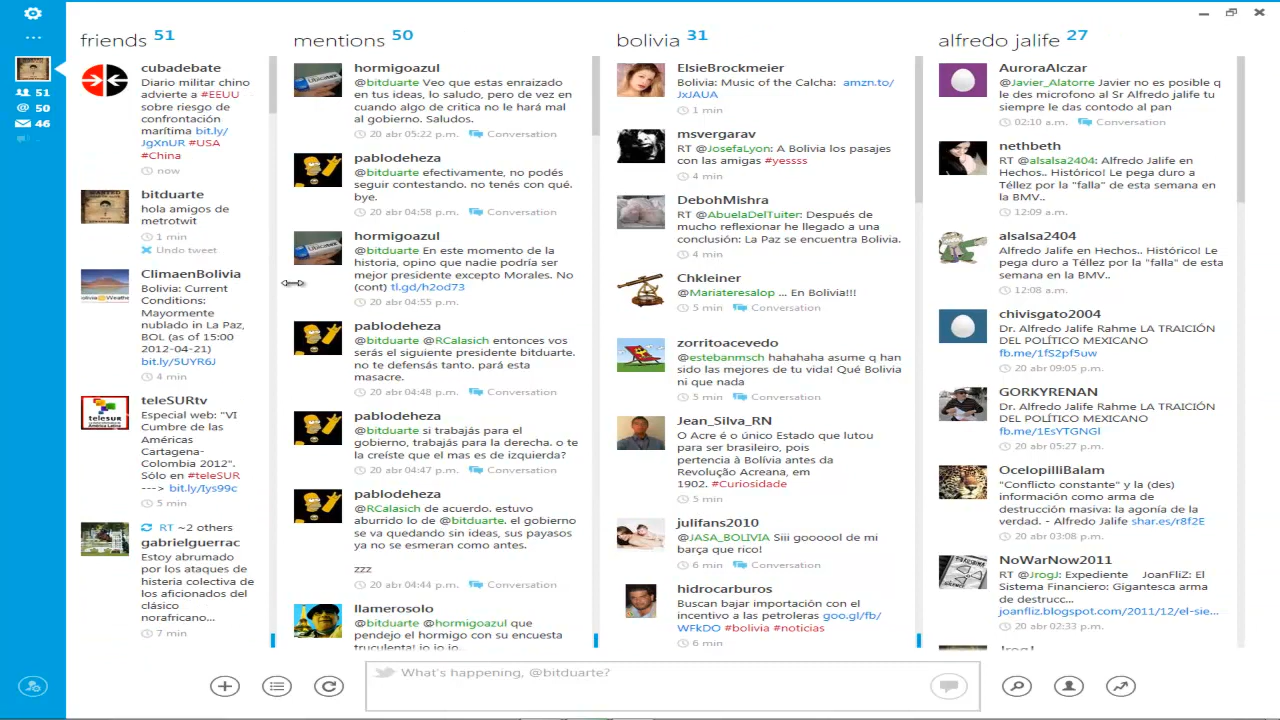 51
50
46
friends 51
cubadebate
Diario militar chino
advierte a #EEUU
sobre riesgo de
confrontación
marítima bit.ly/
JgXnUR #USA
#China
now
bitduarte
hola amigos de
metrotwit
1 min
Undo tweet
ClimaenBolivia
Bolivia: Current
Conditions:
Mayormente
nublado in La Paz,
BOL (as of 15:00
2012-04-21)
bit.ly/5UYR6J
4 min
teleSURtv
Especial web: "VI
Cumbre de las
Américas
Cartagena-
Colombia 2012".
Sólo en #teleSUR
---> bit.ly/Iys99c
5 min
RT ~2 others
gabrielguerrac
Estoy abrumado
por los ataques de
histeria colectiva de
los aficionados del
clásico
norafricano...
7 min
mentions 50
hormigoazul
@bitduarte Veo que estas enraizado
en tus ideas, lo saludo, pero de vez en
cuando algo de critica no le hará mal
al gobierno. Saludos.
20 abr 05:22 p.m. Conversation
pablodeheza
@bitduarte efectivamente, no podés
seguir contestando. no tenés con qué.
bye.
20 abr 04:58 p.m. Conversation
hormigoazul
@bitduarte En este momento de la
historia, opino que nadie podría ser
mejor presidente excepto Morales. No
(cont) tl.gd/h2od73
20 abr 04:55 p.m.
pablodeheza
@bitduarte @RCalasich entonces vos
serás el siguiente presidente bitduarte.
no te defensás tanto. pará esta
masacre.
20 abr 04:48 p.m. Conversation
pablodeheza
@bitduarte si trabajás para el
gobierno, trabajás para la derecha. o te
la creíste que el mas es de izquierda?
20 abr 04:47 p.m. Conversation
pablodeheza
@RCalasich de acuerdo. estuvo
aburrido lo de @bitduarte. el gobierno
se va quedando sin ideas, sus payasos
ya no se esmeran como antes.
zzz
20 abr 04:44 p.m. Conversation
llamerosolo
@bitduarte @hormigoazul que
pendejo el hormigo con su encuesta
truculenta! jo jo jo
bolivia 31
ElsieBrockmeier
Bolivia: Music of the Calcha: amzn.to/
JxJAUA
1 min
msvergarav
RT @JosefaLyon: A Bolivia los pasajes
con las amigas #yessss
4 min
DebohMishra
RT @AbuelaDelTuiter: Después de
mucho reflexionar he llegado a una
conclusión: La Paz se encuentra Bolivia.
4 min
Chkleiner
@Mariateresalop ... En Bolivia!!!
5 min Conversation
zorritoacevedo
@estebanmsch hahahaha asume q han
sido las mejores de tu vida! Qué Bolivia
ni que nada
5 min Conversation
Jean_Silva_RN
O Acre é o único Estado que lutou
para ser brasileiro, pois
pertencia à Bolívia antes da
Revolução Acreana, em
1902. #Curiosidade
5 min
julifans2010
@JASA_BOLIVIA Siii goooool de mi
barça que rico!
6 min Conversation
hidrocarburos
Buscan bajar importación con el
incentivo a las petroleras goo.gl/fb/
WFkDO #bolivia #noticias
6 min
alfredo jalife 27
AuroraAlczar
@Javier_Alatorre Javier no es posible q
le des microfono al Sr Alfredo jalife tu
siempre le das contodo al pan
02:10 a.m. Conversation
nethbeth
RT @alsalsa2404: Alfredo Jalife en
Hechos.. Histórico! Le pega duro a
Téllez por la "falla" de esta semana en
la BMV..
12:09 a.m.
alsalsa2404
Alfredo Jalife en Hechos.. Histórico! Le
pega duro a Téllez por la "falla" de esta
semana en la BMV..
12:08 a.m.
chivisgato2004
Dr. Alfredo Jalife Rahme LA TRAICIÓN
DEL POLÍTICO MEXICANO
fb.me/1fS2pf5uw
20 abr 09:05 p.m.
GORKYRENAN
Dr. Alfredo Jalife Rahme LA TRAICIÓN
DEL POLÍTICO MEXICANO
fb.me/1EsYTGNGl
20 abr 05:27 p.m.
OcelopilliBalam
"Conflicto constante" y la (des)
información como arma de
destrucción masiva: la agonía de la
verdad. - Alfredo Jalife shar.es/r8f2E
20 abr 03:08 p.m.
NoWarNow2011
RT @JrogJ: Expediente JoanFliZ: El
Sistema Financiero: Gigantesca arma
de destrucc...
joanfliz.blogspot.com/2011/12/el-sie...
20 abr 02:33 p.m.
What's happening, @bitduarte?